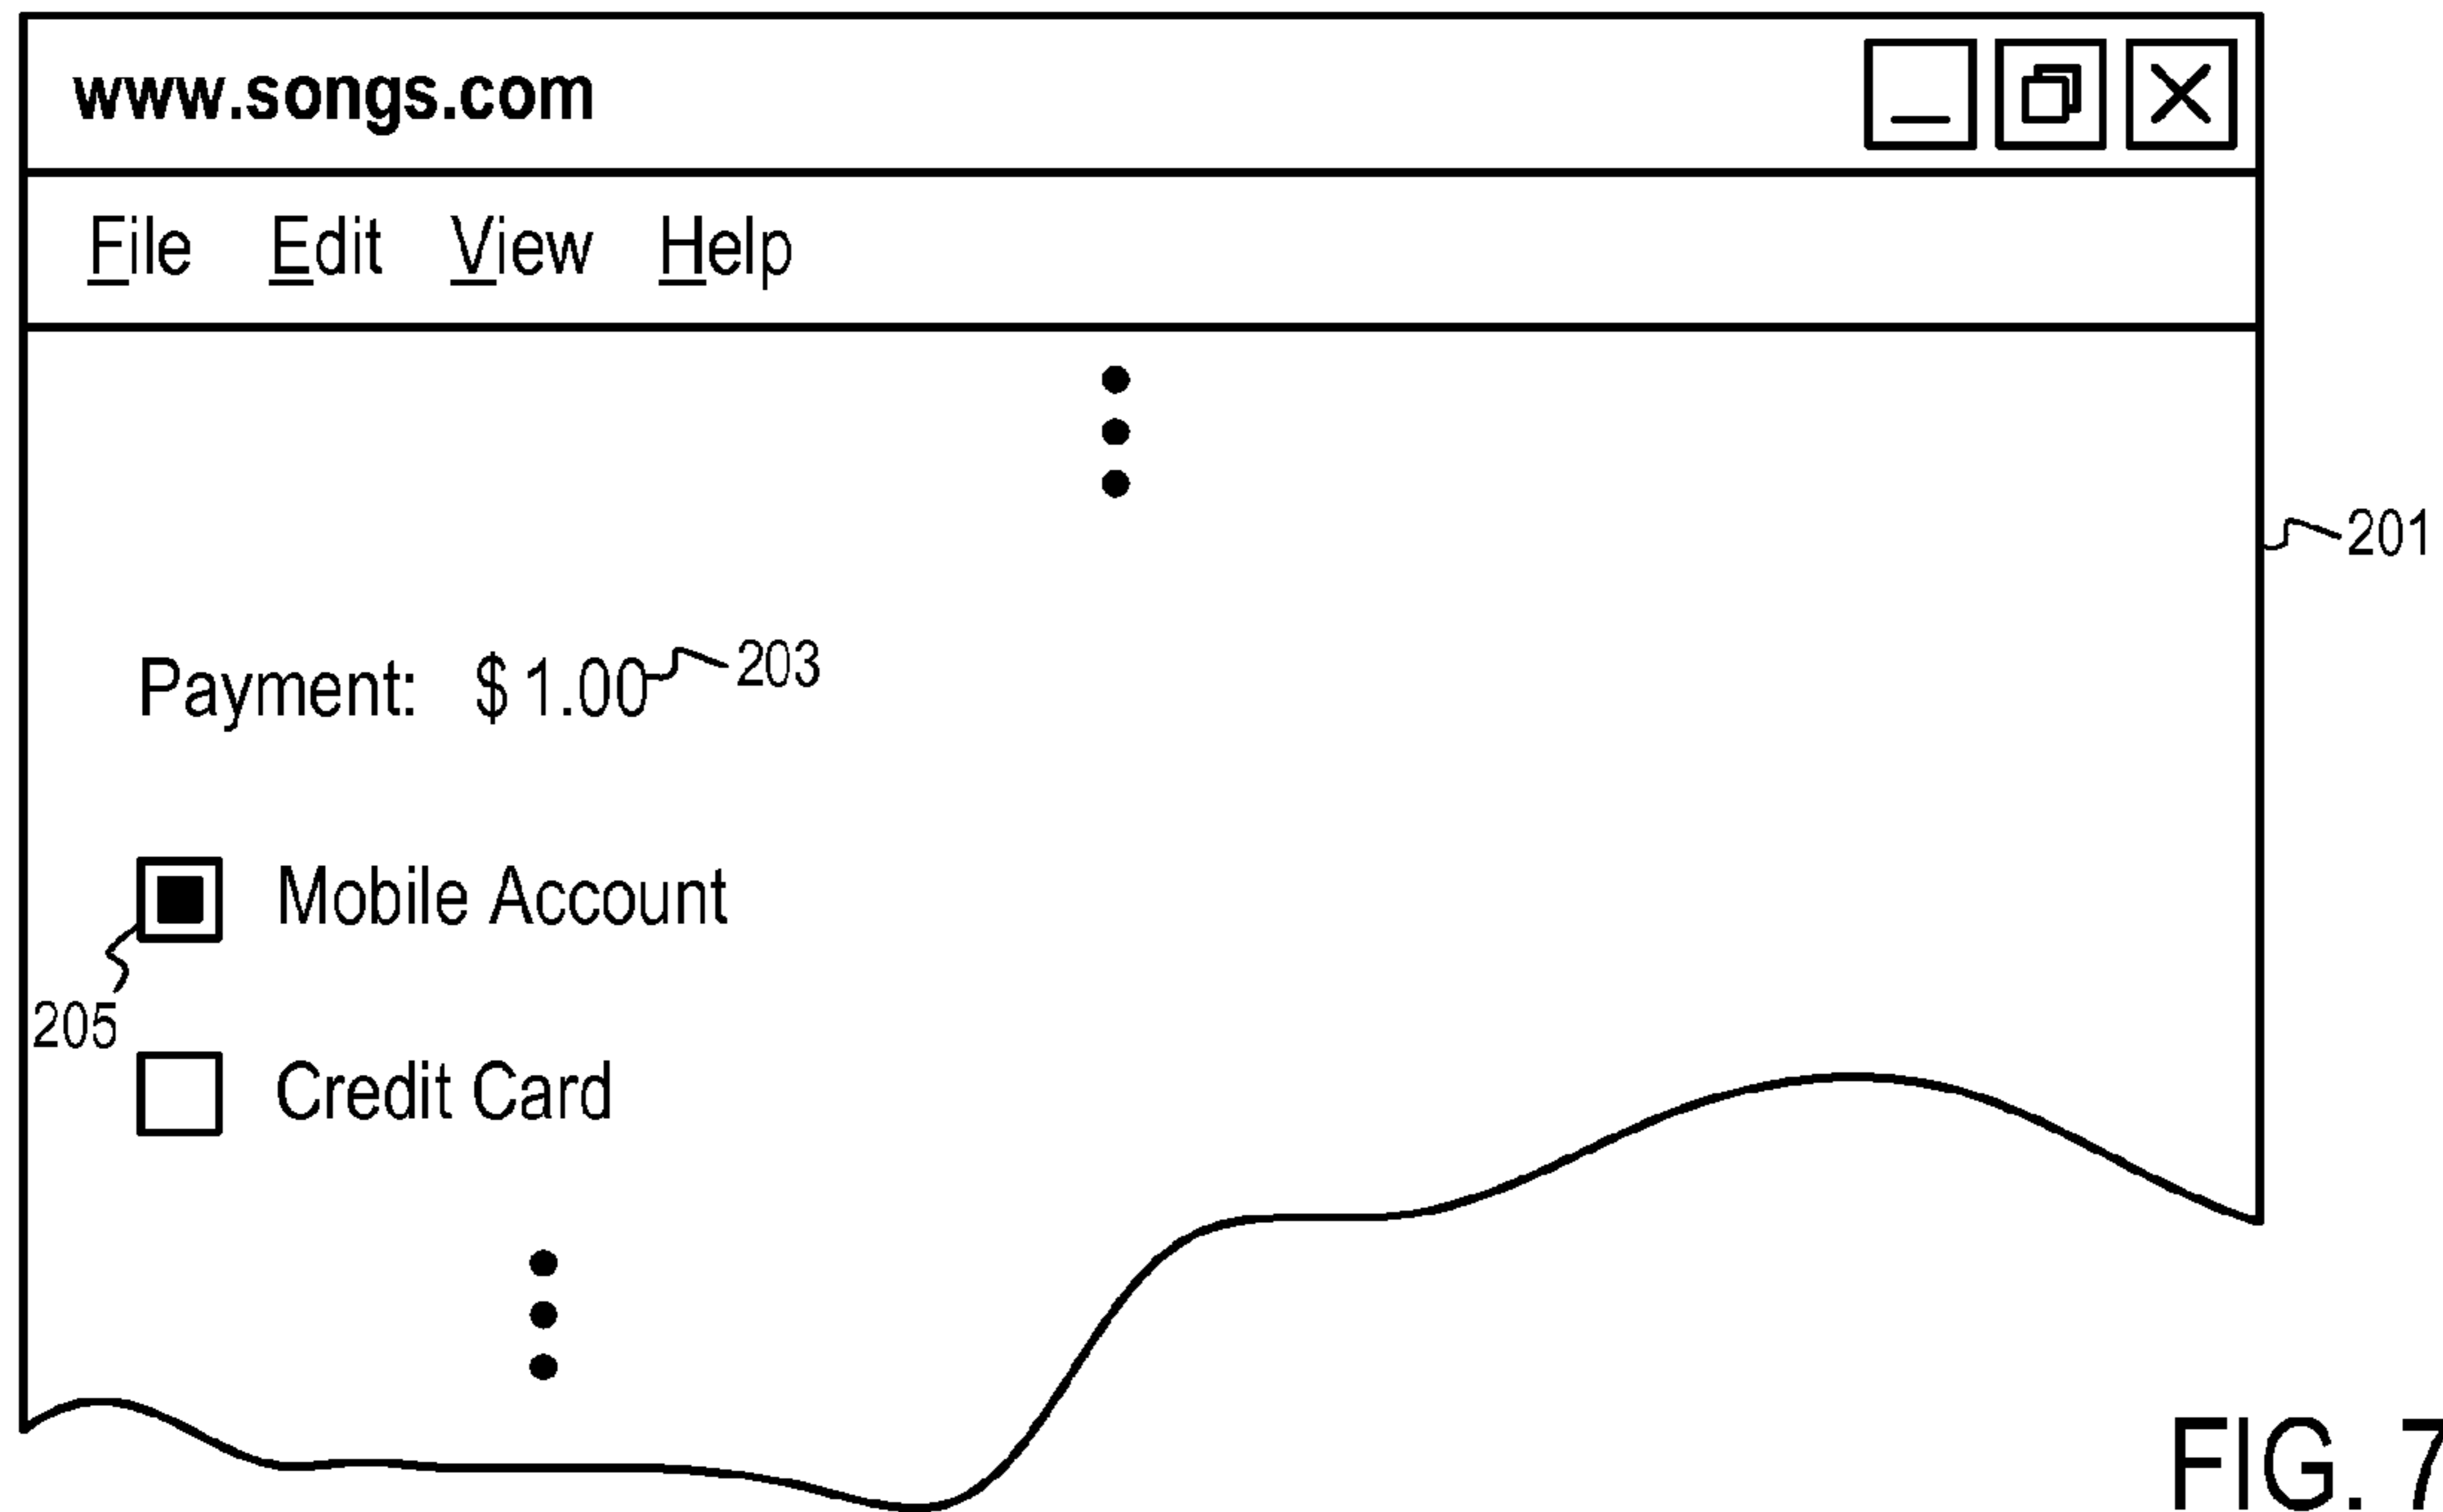 www.songs.com
File Edit View Help
201
Payment: $1.00 203
Mobile Account
205
Credit Card
FIG. 7